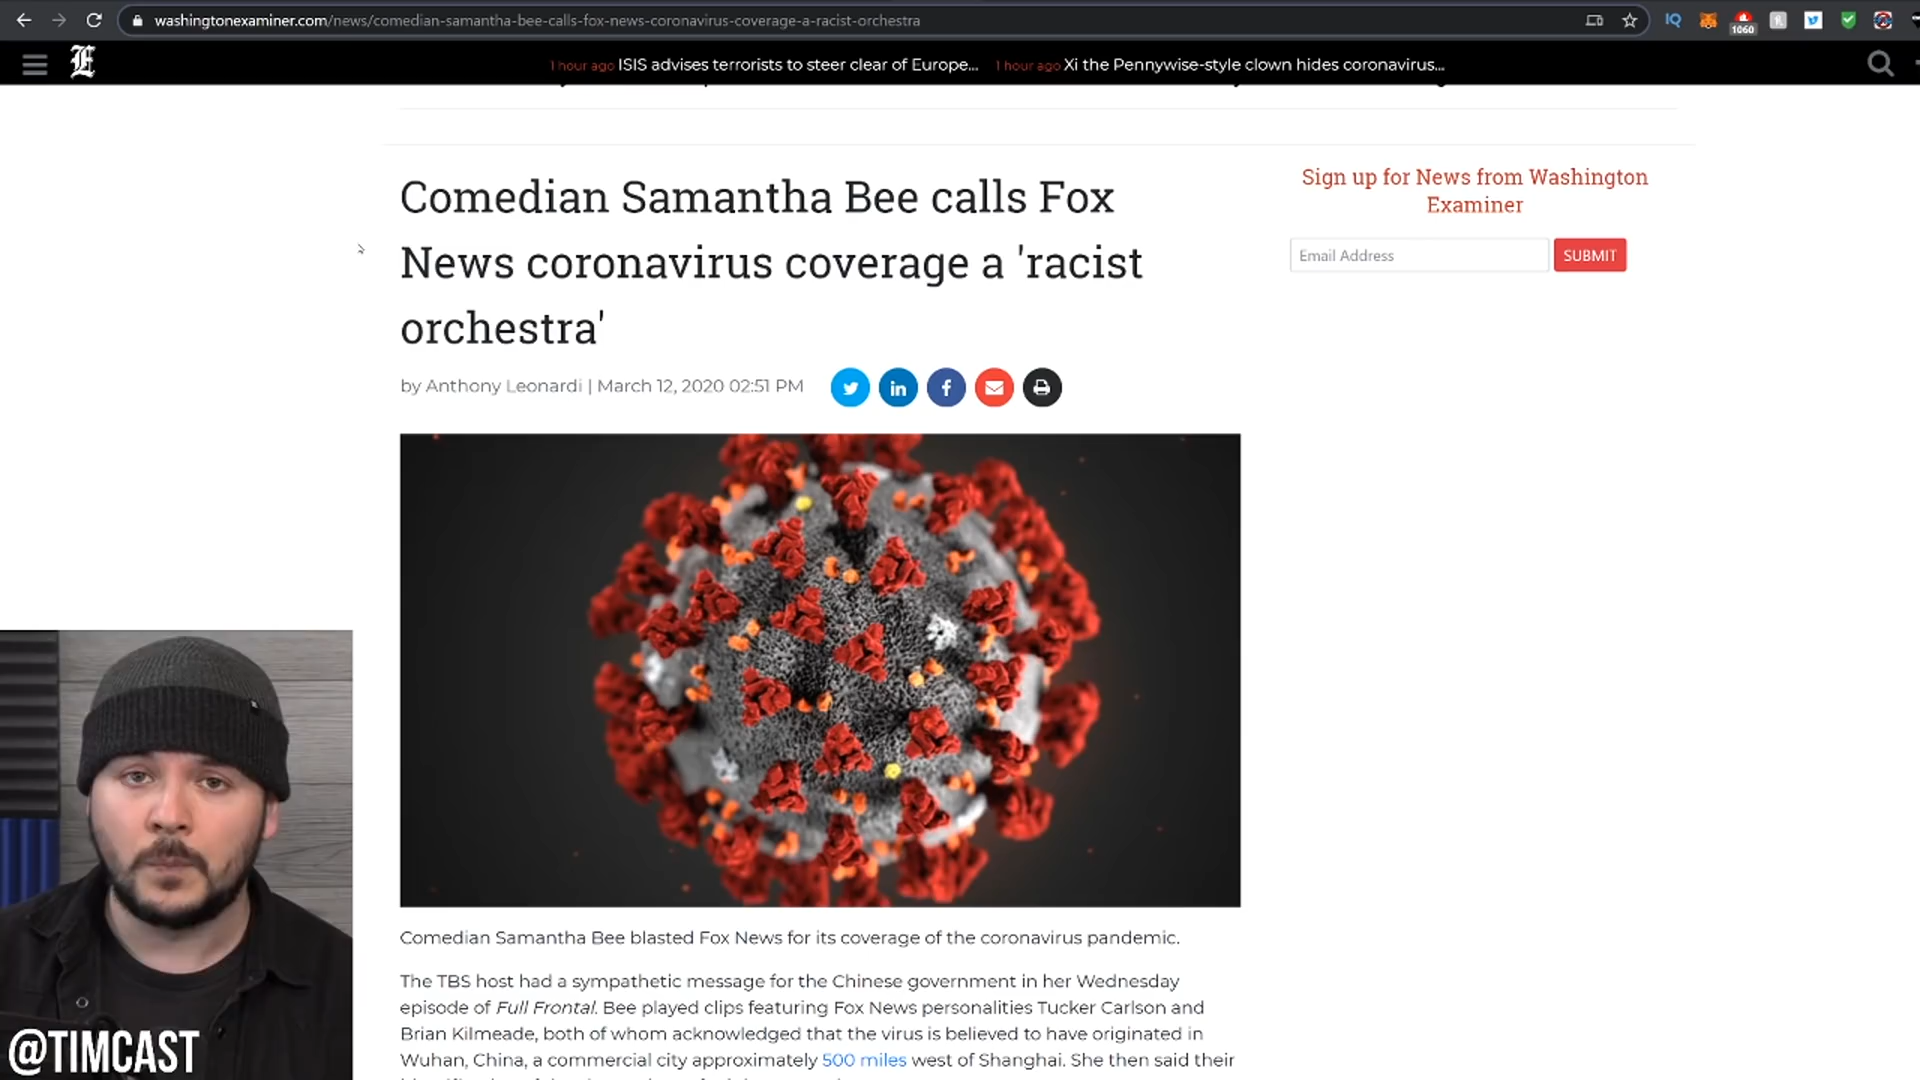 washingtonexaminer.com/news/comedian-samantha-bee-calls-fox-news-coronavirus-coverage-a-racist-orchestra
IQ
1060
E
1 hour ago ISIS advises terrorists to steer clear of Europe... 1 hour ago Xi the Pennywise-style clown hides coronavirus...
Comedian Samantha Bee calls Fox
News coronavirus coverage a 'racist
orchestra'
by Anthony Leonardi | March 12, 2020 02:51 PM
Sign up for News from Washington
Examiner
Email Address
SUBMIT
Comedian Samantha Bee blasted Fox News for its coverage of the coronavirus pandemic.
The TBS host had a sympathetic message for the Chinese government in her Wednesday
episode of Full Frontal. Bee played clips featuring Fox News personalities Tucker Carlson and
Brian Kilmeade, both of whom acknowledged that the virus is believed to have originated in
Wuhan, China, a commercial city approximately 500 miles west of Shanghai. She then said their
@TIMCAST